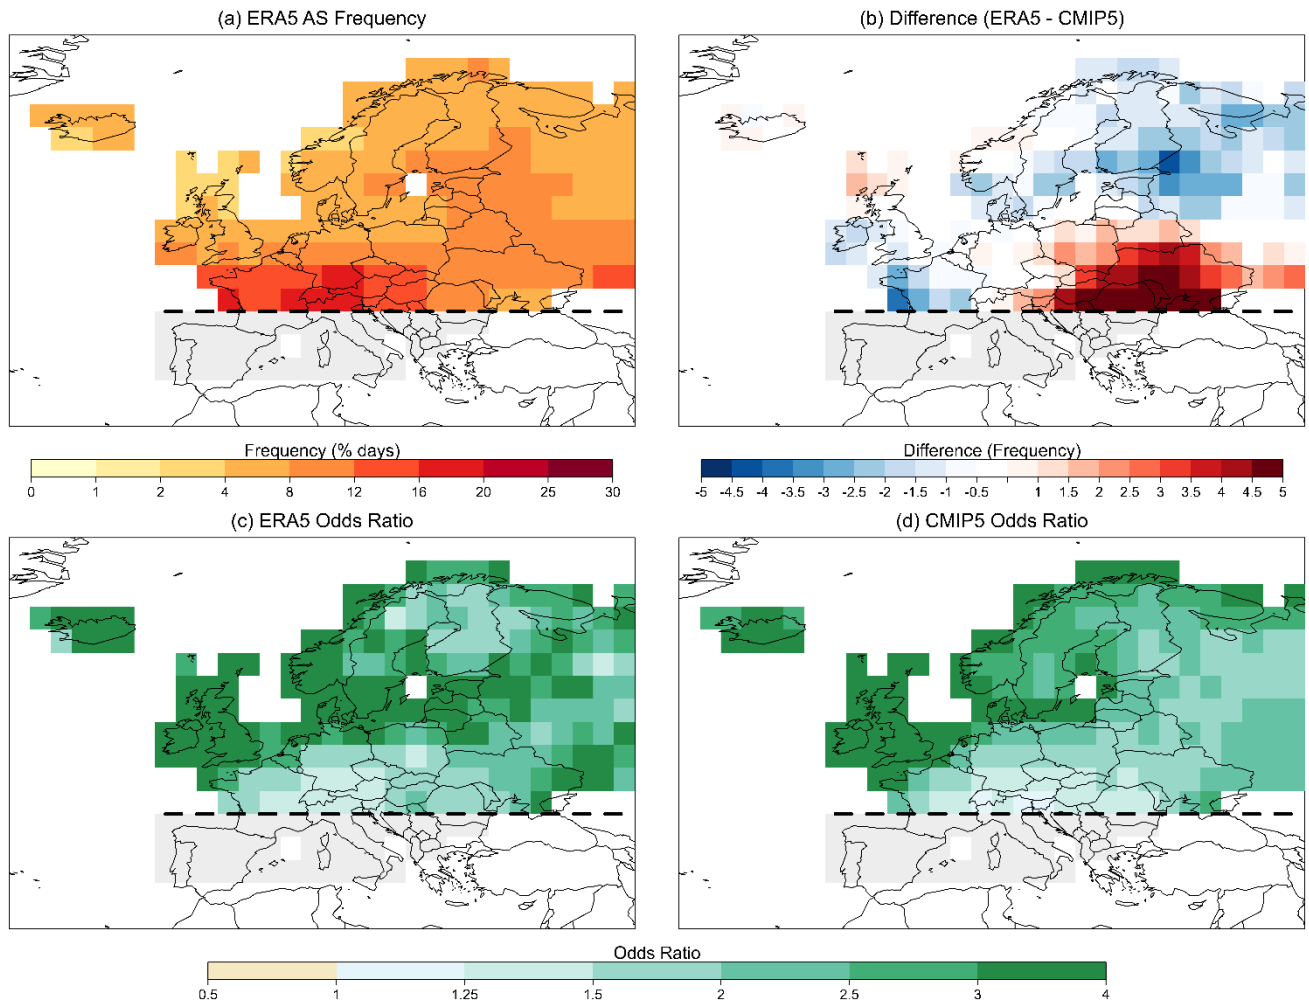 (a) ERA5 AS Frequency
(b) Difference (ERA5 - CMIP5)
Frequency (% days)
0 1 2 4 8 12 16 20 25 30
Difference (Frequency)
-5 -4.5 -4 -3.5 -3 -2.5 -2 -1.5 -1 -0.5 1 1.5 2 2.5 3 3.5 4 4.5 5
(c) ERA5 Odds Ratio
(d) CMIP5 Odds Ratio
Odds Ratio
0.5 1 1.25 1.5 2 2.5 3 4